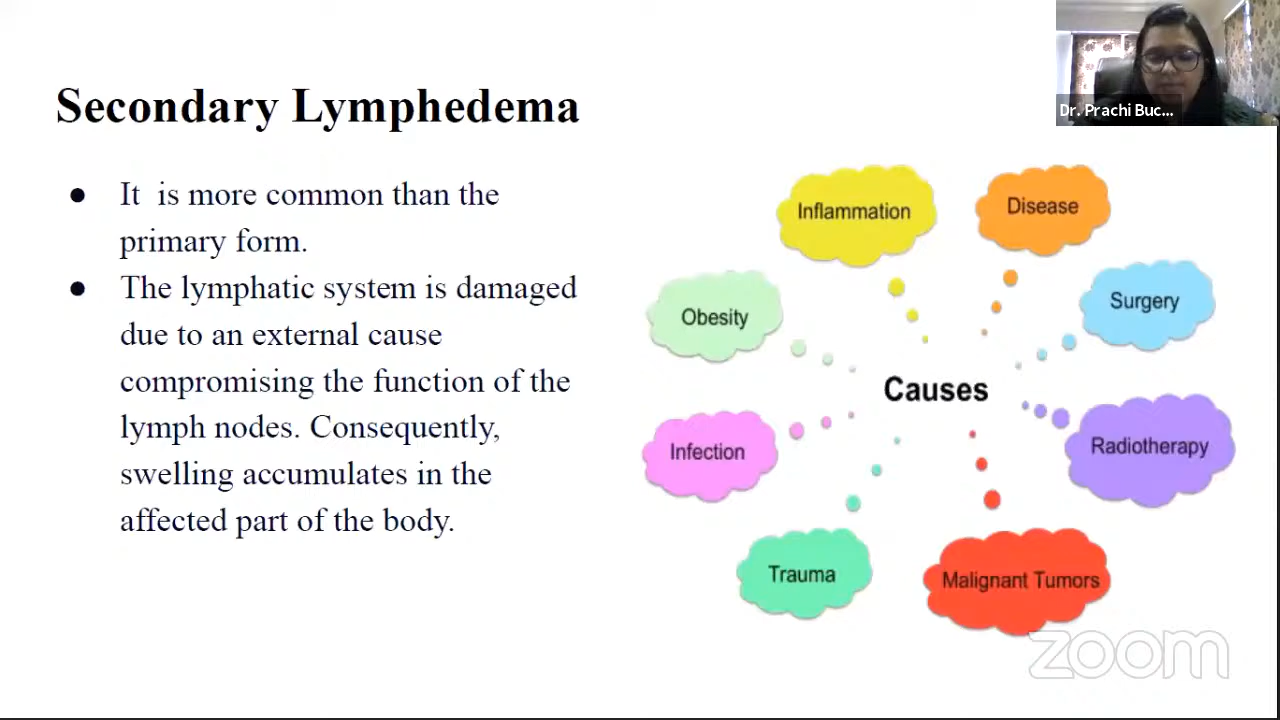 Secondary Lymphedema
● It is more common than the
primary form.
● The lymphatic system is damaged
due to an external cause
compromising the function of the
lymph nodes. Consequently,
swelling accumulates in the
affected part of the body.
Inflammation
Disease
Obesity
Surgery
Causes
Infection
Radiotherapy
Trauma
Malignant Tumors
Dr. Prachi Buc...
zoom